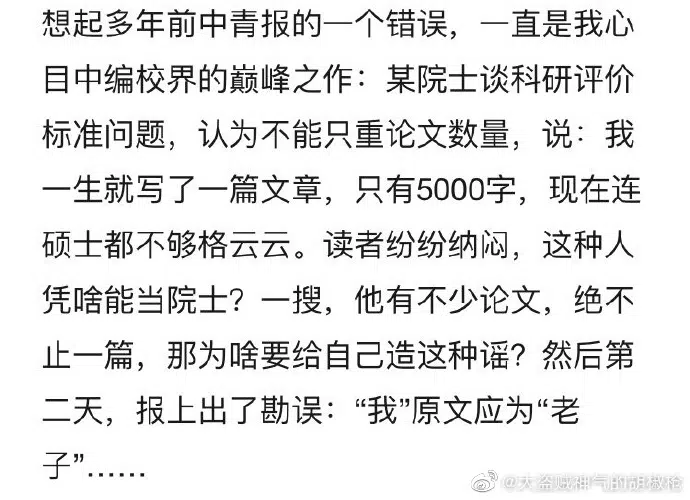 想起多年前中青报的一个错误，一直是我心
目中编校界的巅峰之作：某院士谈科研评价
标准问题，认为不能只重论文数量，说：我
一生就写了一篇文章，只有5000字，现在连
硕士都不够格云云。读者纷纷纳闷，这种人
凭啥能当院士？一搜，他有不少论文，绝不
止一篇，那为啥要给自己造这种谣？然后第
二天，报上出了勘误：“我”原文应为“老
子”……
@大盗贼神气的胡椒枪